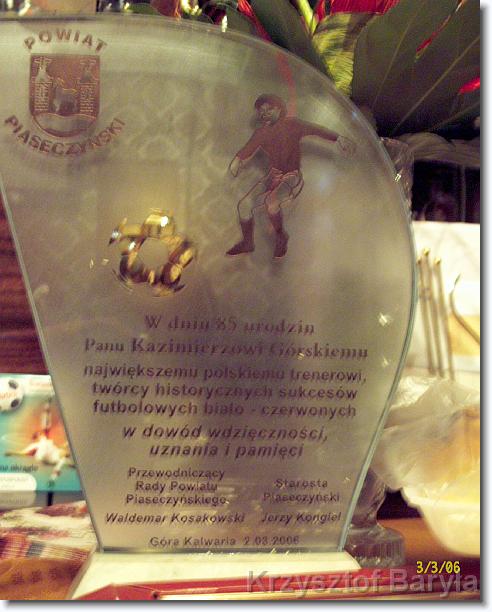 POWIAT
PIASECZYŃSKI
W dniu 85 urodzin
Panu Kazimierzowi Górskiemu
największemu polskiemu trenerowi,
twórcy historycznych sukcesów
futbolowych biało - czerwonych
w dowód wdzięczności,
uznania i pamięci
Przewodniczący
Rady Powiatu
Piaseczyńskiego
Waldemar Kosakowski
Starosta
Piaseczyński
Jerzy Kongiel
Góra Kalwaria 2.03.2006
3/3/06
Krzysztof Baryła